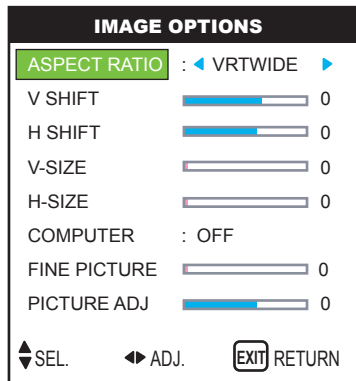 IMAGE OPTIONS
ASPECT RATIO : VRTWIDE
V SHIFT 0
H SHIFT 0
V-SIZE 0
H-SIZE 0
COMPUTER : OFF
FINE PICTURE 0
PICTURE ADJ 0
SEL. ADJ. EXIT RETURN